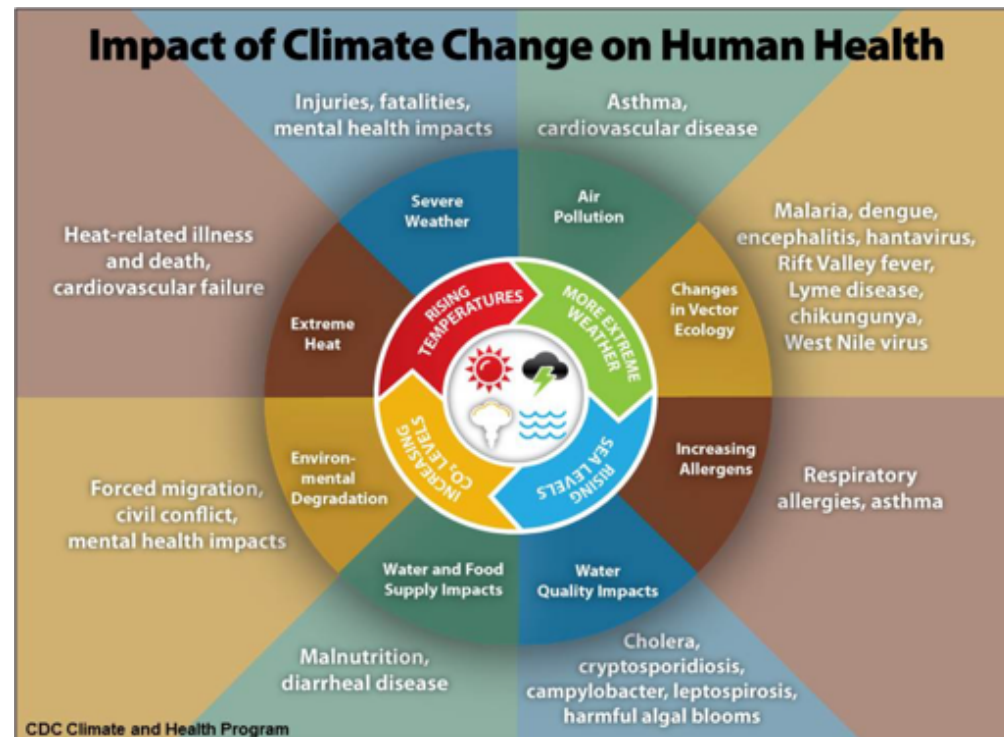 Impact of Climate Change on Human Health
Injuries, fatalities,
mental health impacts
Asthma,
cardiovascular disease
Severe
Weather
Air
Pollution
Heat-related illness
and death,
cardiovascular failure
Malaria, dengue,
encephalitis, hantavirus,
Rift Valley fever,
Lyme disease,
chikungunya,
West Nile virus
Extreme
Heat
Changes
in Vector
Ecology
RISING
TEMPERATURES
MORE EXTREME
WEATHER
INCREASING
CO₂ LEVELS
RISING
SEA LEVELS
Environ-
mental
Degradation
Increasing
Allergens
Forced migration,
civil conflict,
mental health impacts
Respiratory
allergies, asthma
Water and Food
Supply Impacts
Water
Quality Impacts
Malnutrition,
diarrheal disease
Cholera,
cryptosporidiosis,
campylobacter, leptospirosis,
harmful algal blooms
CDC Climate and Health Program